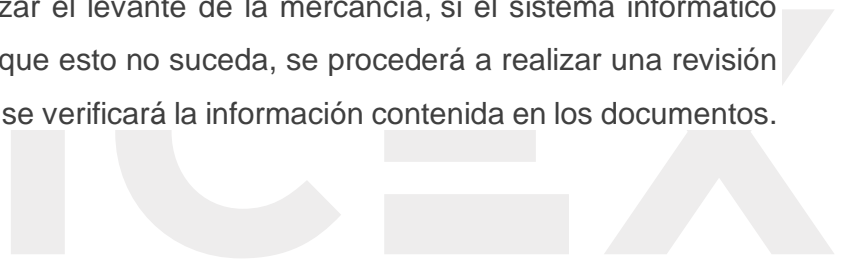 zar el levante de la mercancía, si el sistema informático
que esto no suceda, se procederá a realizar una revisión
se verificará la información contenida en los documentos.
ICEX